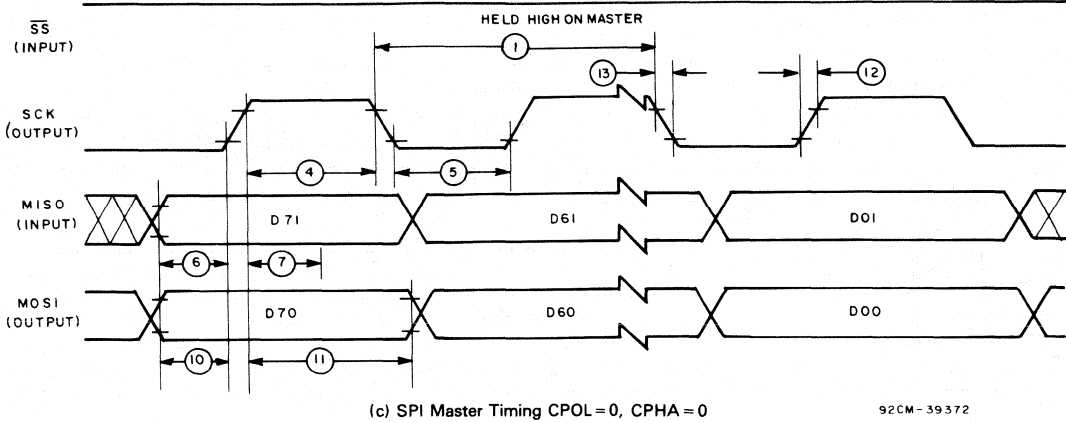 HELD HIGH ON MASTER
SS
(INPUT)
1
13
12
SCK
(OUTPUT)
4
5
MISO
(INPUT)
D71
D61
D01
6
7
MOSI
(OUTPUT)
D70
D60
D00
10
11
(c) SPI Master Timing CPOL=0, CPHA=0
92CM-39372